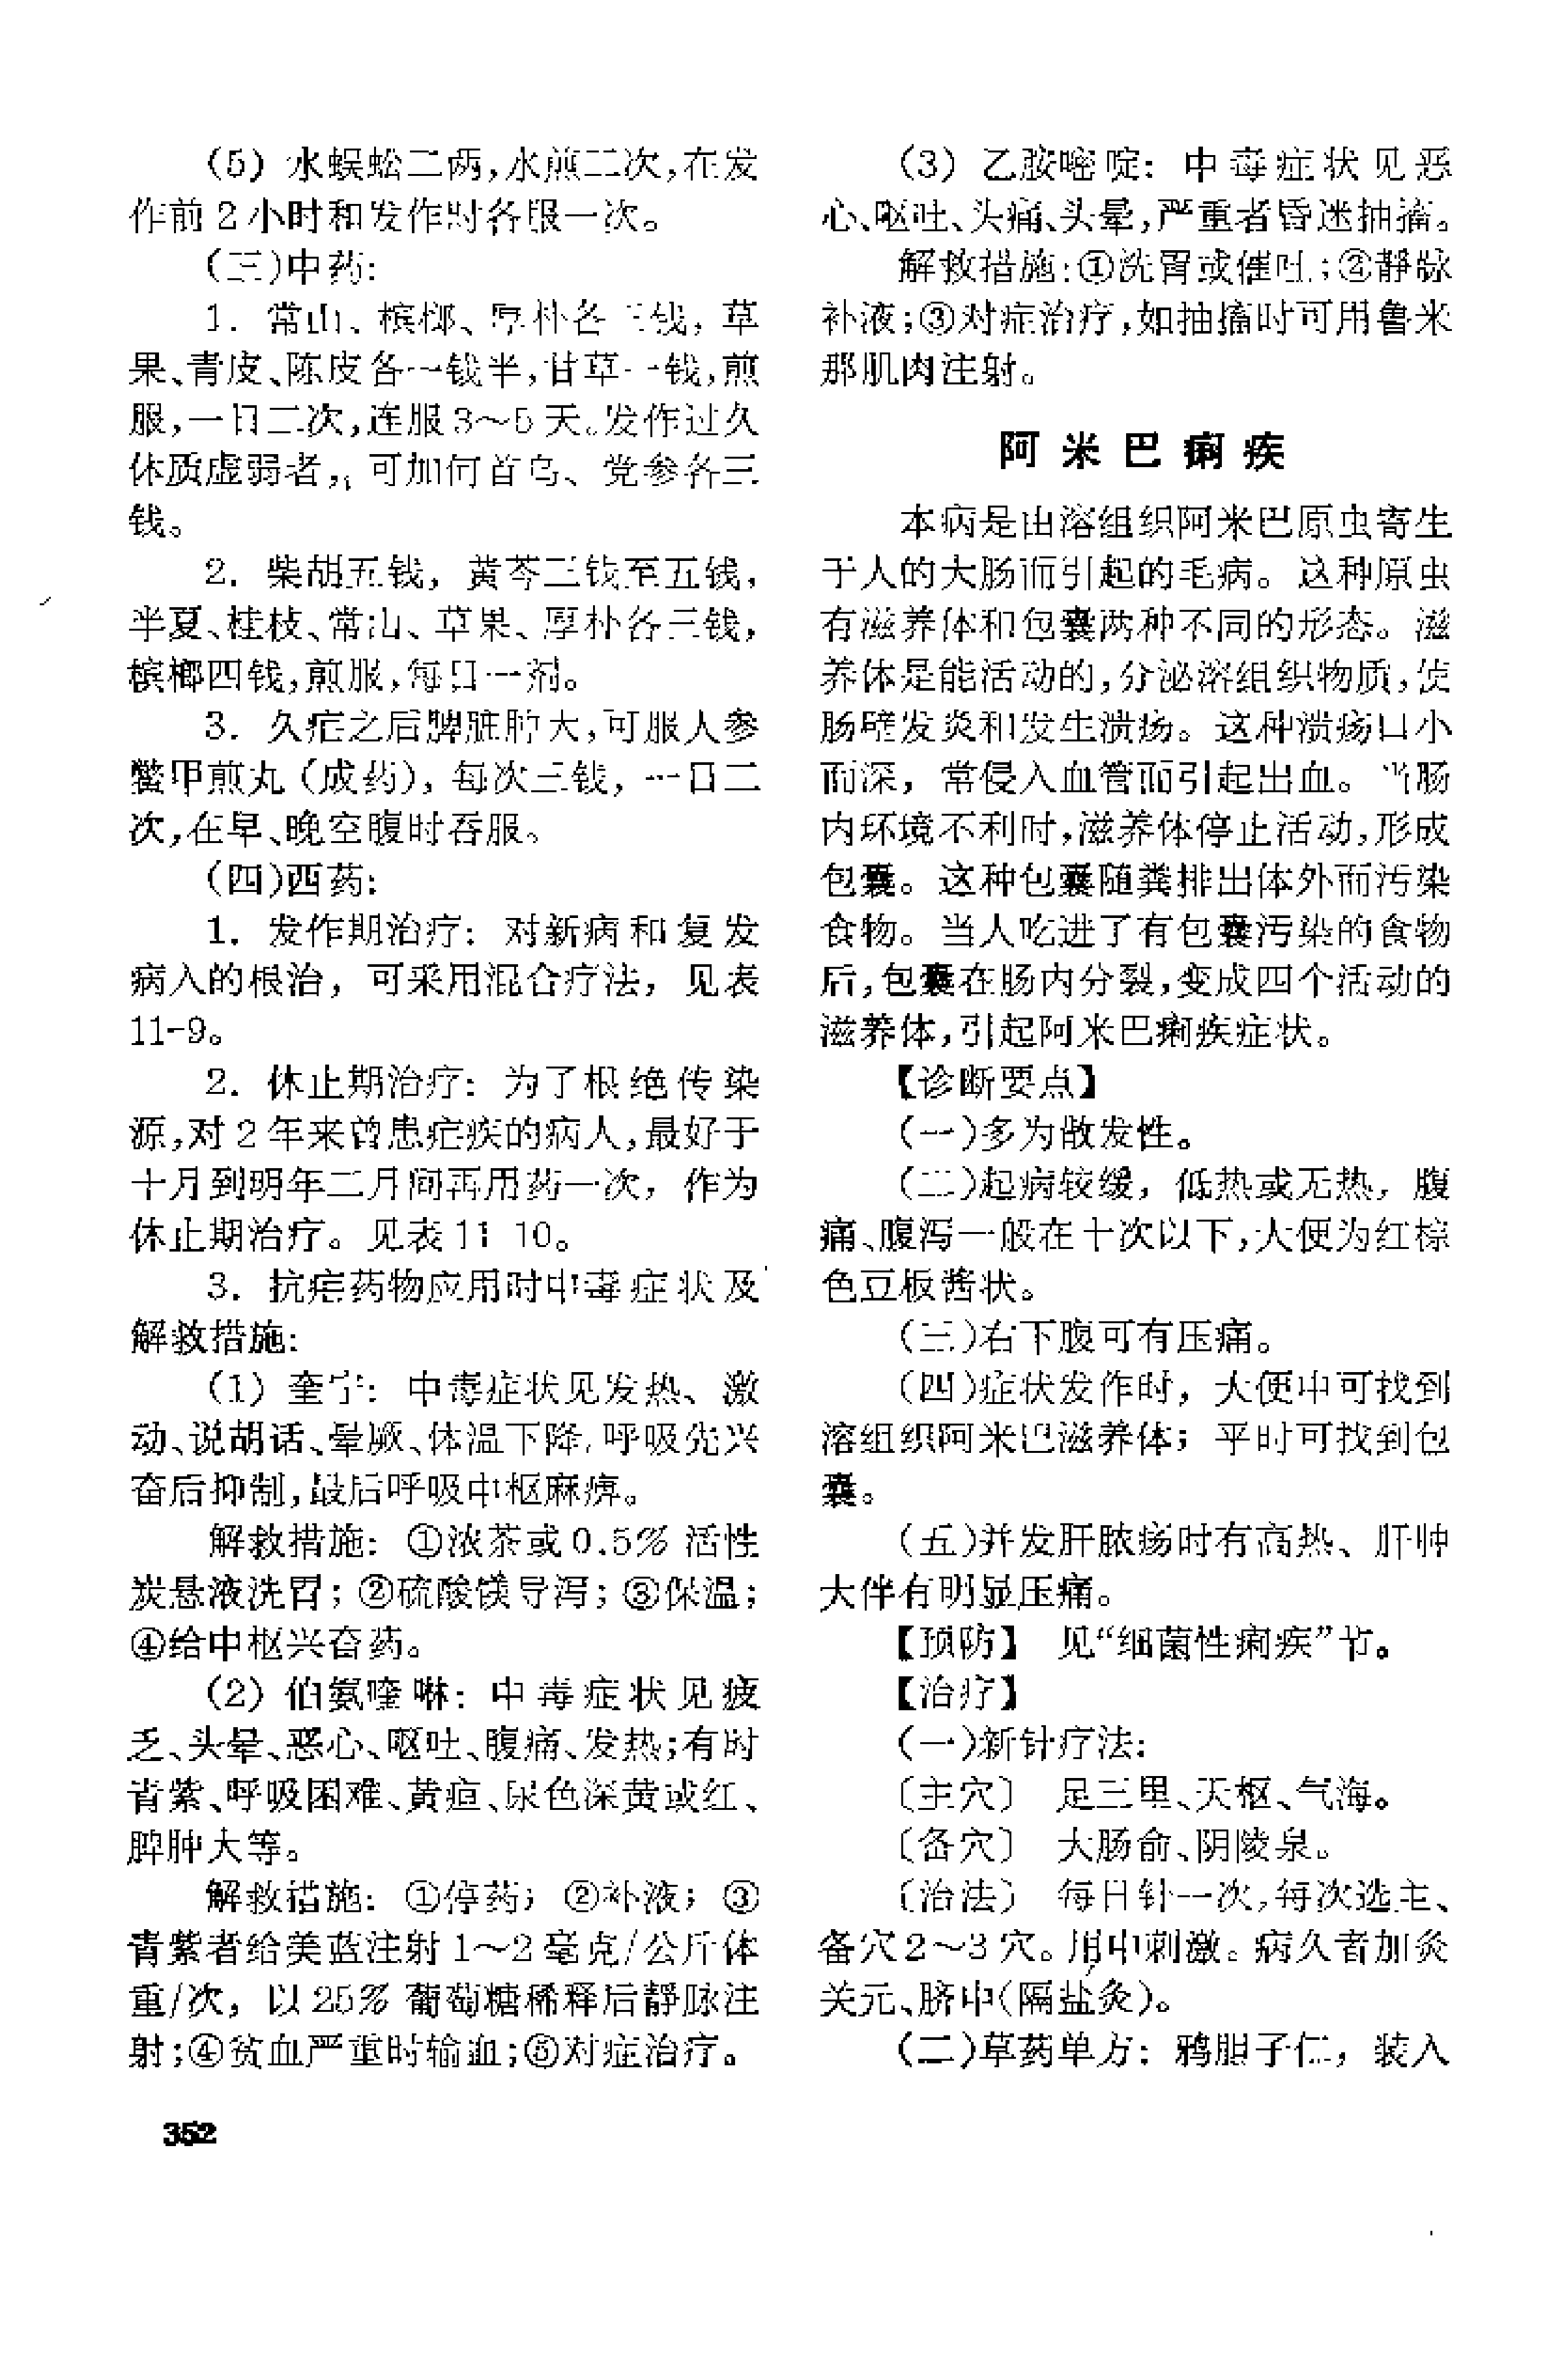 （5）水蜈蚣二两，水煎二次，在发
作前2小时和发作时各服一次。
（三）中药：
1．常山、槟榔、厚朴各三钱，草
果、青皮、陈皮各一钱半，甘草一钱，煎
服，一日二次，连服3～5天。发作过久
体质虚弱者，可加何首乌、党参各三
钱。
2．柴胡五钱，黄芩三钱至五钱，
半夏、桂枝、常山、草果、厚朴各三钱，
槟榔四钱，煎服，每日一剂。
3．久疟之后脾脏肿大，可服人参
鳖甲煎丸（成药），每次三钱，一日二
次，在早、晚空腹时吞服。
（四）西药：
1．发作期治疗：对新病和复发
病人的根治，可采用混合疗法，见表
11-9。
2．休止期治疗：为了根绝传染
源，对2年来曾患疟疾的病人，最好于
十月到明年二月间再用药一次，作为
休止期治疗。见表11 10。
3．抗疟药物应用时中毒症状及
解救措施：
（1）奎宁：中毒症状见发热、激
动、说胡话、晕厥、体温下降，呼吸先兴
奋后抑制，最后呼吸中枢麻痹。
解救措施：①浓茶或0.5%活性
炭悬液洗胃；②硫酸镁导泻；③保温；
④给中枢兴奋药。
（2）伯氨喹啉：中毒症状见疲
乏、头晕、恶心、呕吐、腹痛、发热；有时
青紫、呼吸困难、黄疸、尿色深黄或红、
脾肿大等。
解救措施：①停药；②补液；③
青紫者给美蓝注射1～2毫克/公斤体
重/次，以25%葡萄糖稀释后静脉注
射；④贫血严重时输血；⑤对症治疗。
352
（3）乙胺嘧啶：中毒症状见恶
心、呕吐、头痛、头晕，严重者昏迷抽搐。
解救措施：①洗胃或催吐；②静脉
补液；③对症治疗，如抽搐时可用鲁米
那肌肉注射。
阿米巴痢疾
本病是由溶组织阿米巴原虫寄生
于人的大肠而引起的毛病。这种原虫
有滋养体和包囊两种不同的形态。滋
养体是能活动的，分泌溶组织物质，使
肠壁发炎和发生溃疡。这种溃疡口小
而深，常侵入血管而引起出血。当肠
内环境不利时，滋养体停止活动，形成
包囊。这种包囊随粪排出体外而污染
食物。当人吃进了有包囊污染的食物
后，包囊在肠内分裂，变成四个活动的
滋养体，引起阿米巴痢疾症状。
【诊断要点】
（一）多为散发性。
（二）起病较缓，低热或无热，腹
痛、腹泻一般在十次以下，大便为红棕
色豆板酱状。
（三）右下腹可有压痛。
（四）症状发作时，大便中可找到
溶组织阿米巴滋养体；平时可找到包
囊。
（五）并发肝脓疡时有高热、肝肿
大伴有明显压痛。
【预防】 见“细菌性痢疾”节。
【治疗】
（一）新针疗法：
〔主穴〕 足三里、天枢、气海。
〔备穴〕 大肠俞、阴陵泉。
〔治法〕 每日针一次，每次选主、
备穴2～3穴。用中刺激。病久者加灸
关元、脐中（隔盐灸）。
（二）草药单方：鸦胆子仁，装入